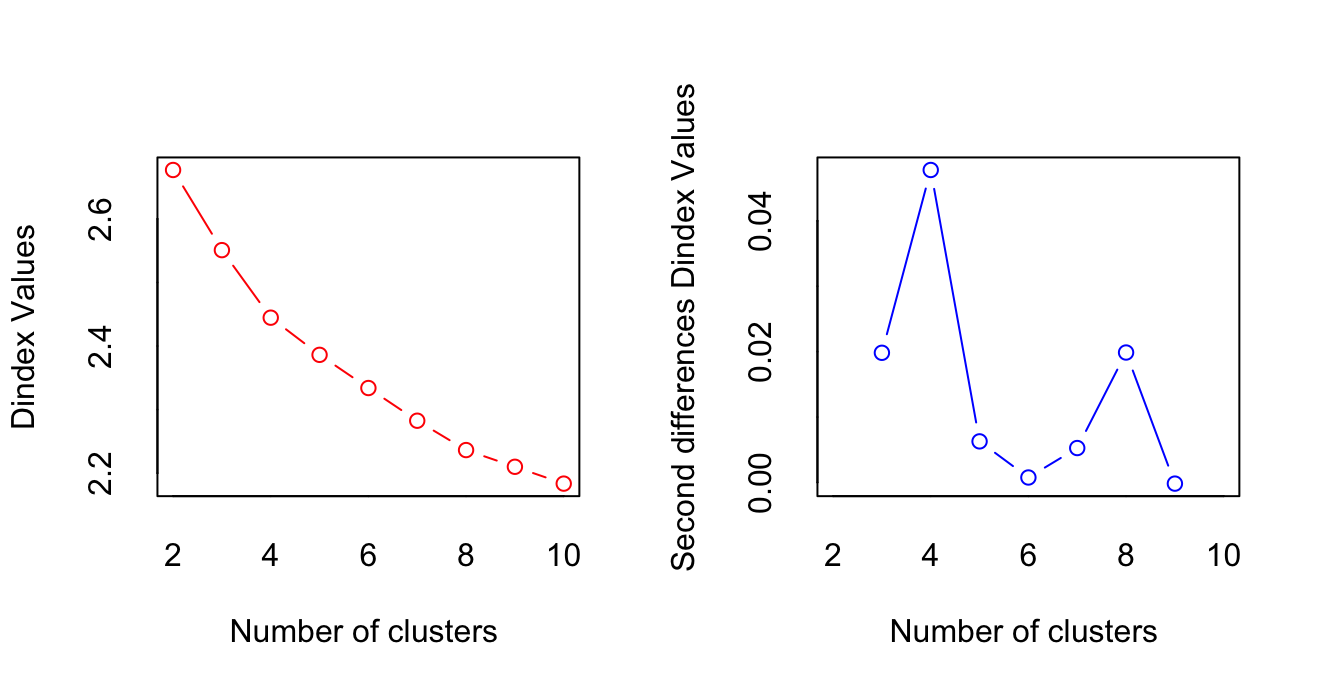 Dindex Values
2.6
2.4
2.2
2 4 6 8 10
Number of clusters
Second differences Dindex Values
0.04
0.02
0.00
2 4 6 8 10
Number of clusters